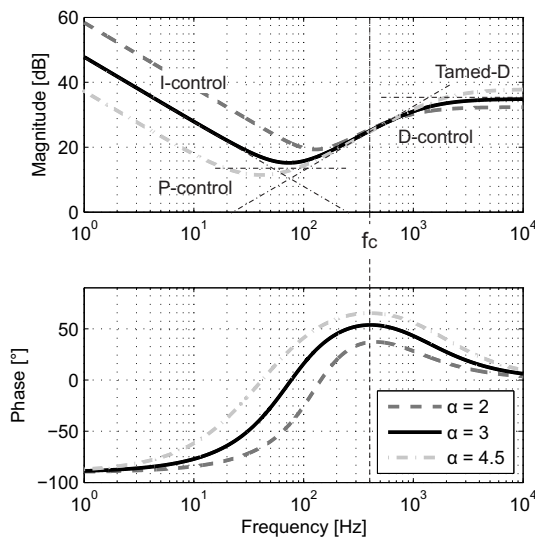 60
40
20
0
Magnitude [dB]
I-control
P-control
Tamed-D
D-control
10^0
10^1
10^2
f_C
10^3
10^4
50
0
−50
−100
Phase [°]
α = 2
α = 3
α = 4.5
10^0
10^1
10^2
10^3
10^4
Frequency [Hz]